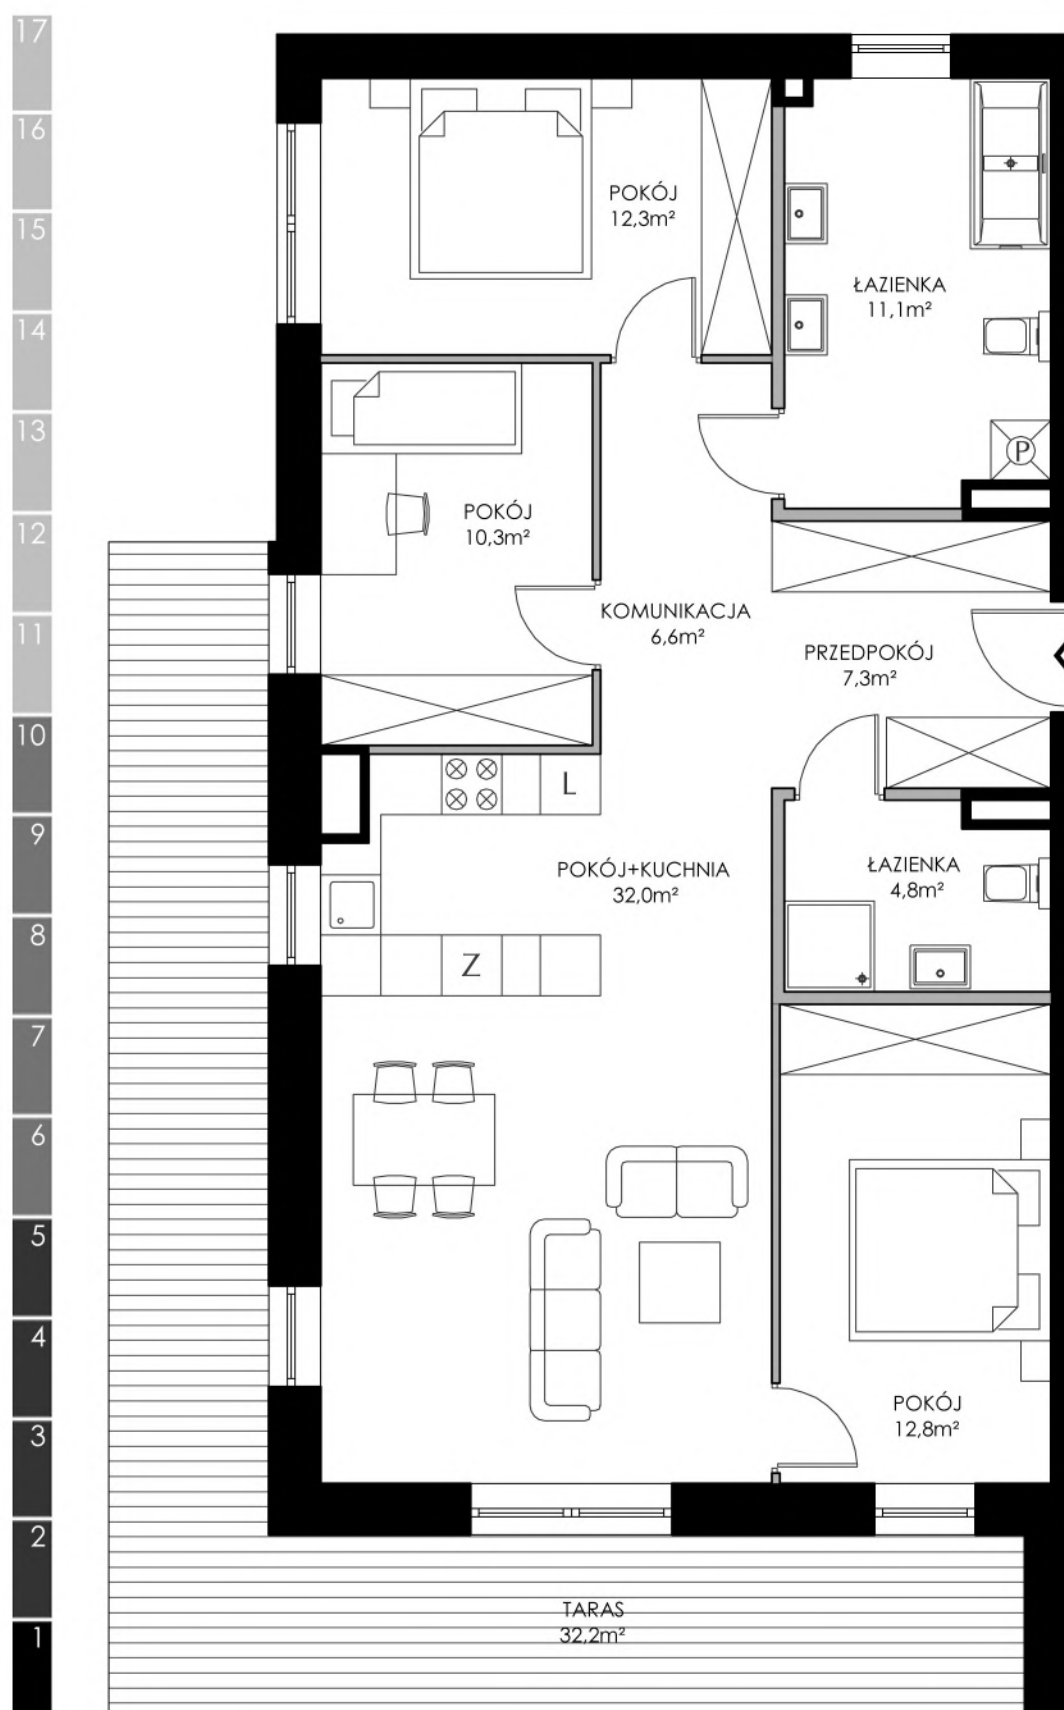 17
16
15
14
13
12
11
10
9
8
7
6
5
4
3
2
1
POKÓJ
12,3m²
ŁAZIENKA
11,1m²
P
POKÓJ
10,3m²
KOMUNIKACJA
6,6m²
PRZEDPOKÓJ
7,3m²
L
POKÓJ+KUCHNIA
32,0m²
ŁAZIENKA
4,8m²
Z
POKÓJ
12,8m²
TARAS
32,2m²